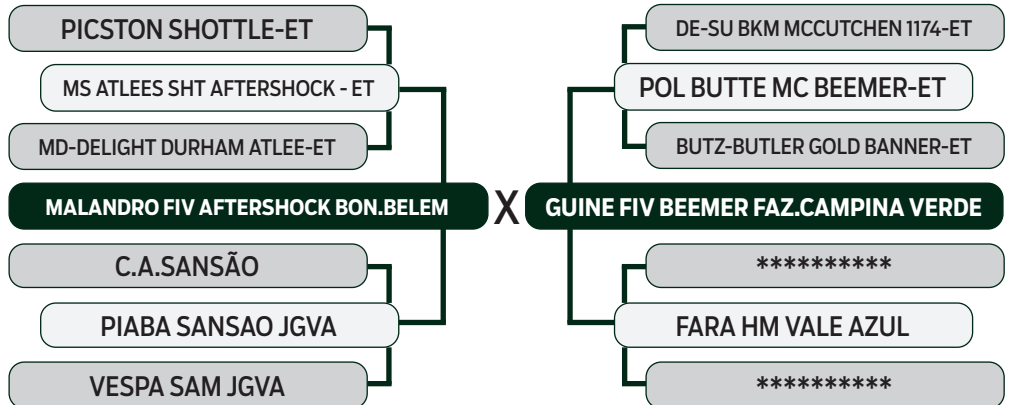 PICSTON SHOTTLE-ET
MS ATLEES SHT AFTERSHOCK - ET
MD-DELIGHT DURHAM ATLEE-ET
MALANDRO FIV AFTERSHOCK BON.BELEM
C.A.SANSÃO
PIABA SANSAO JGVA
VESPA SAM JGVA
X
DE-SU BKM MCCUTCHEN 1174-ET
POL BUTTE MC BEEMER-ET
BUTZ-BUTLER GOLD BANNER-ET
GUINE FIV BEEMER FAZ.CAMPINA VERDE
**********
FARA HM VALE AZUL
**********